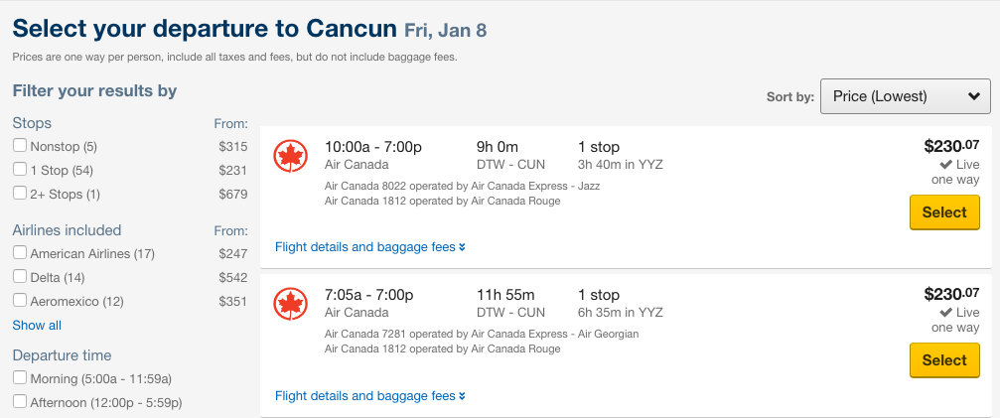 Select your departure to Cancun Fri, Jan 8
Prices are one way per person, include all taxes and fees, but do not include baggage fees.
Filter your results by
Stops From:
Nonstop (5) $315
1 Stop (54) $231
2+ Stops (1) $679
Airlines included From:
American Airlines (17) $247
Delta (14) $542
Aeromexico (12) $351
Show all
Departure time
Morning (5:00a - 11:59a)
Afternoon (12:00p - 5:59p)
Sort by: Price (Lowest)
10:00a - 7:00p 9h 0m 1 stop $230.07
Air Canada DTW - CUN 3h 40m in YYZ Live
one way
Air Canada 8022 operated by Air Canada Express - Jazz
Air Canada 1812 operated by Air Canada Rouge
Select
Flight details and baggage fees
7:05a - 7:00p 11h 55m 1 stop $230.07
Air Canada DTW - CUN 6h 35m in YYZ Live
one way
Air Canada 7281 operated by Air Canada Express - Air Georgian
Air Canada 1812 operated by Air Canada Rouge
Select
Flight details and baggage fees